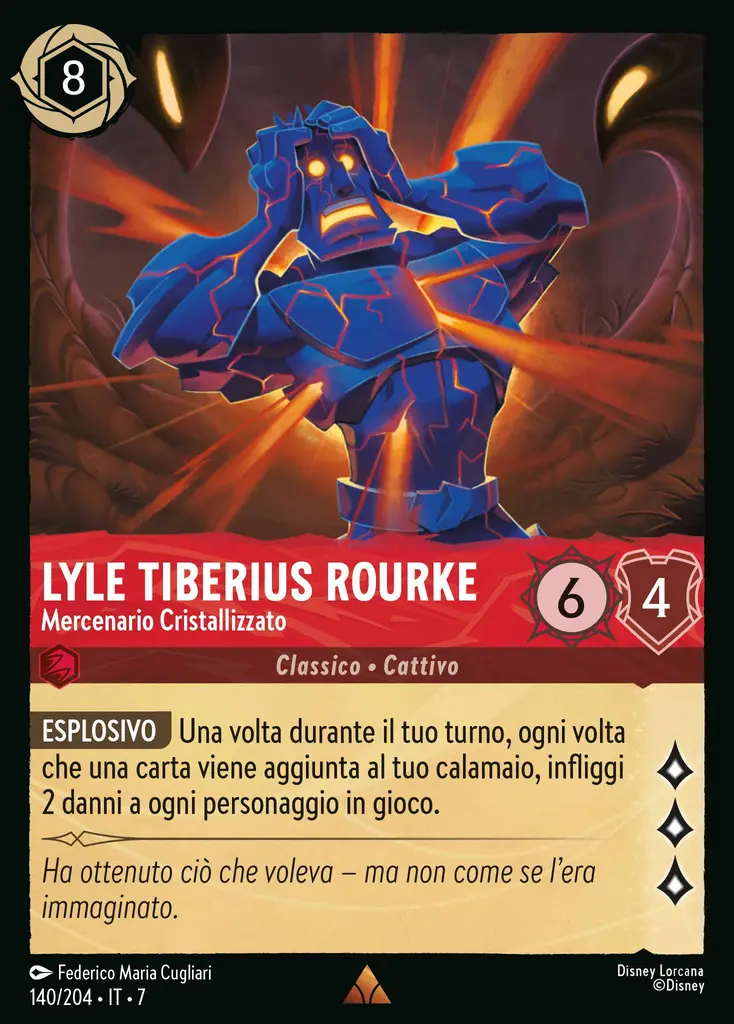 8
LYLE TIBERIUS ROURKE
Mercenario Cristallizzato
6
4
Classico • Cattivo
ESPLOSIVO Una volta durante il tuo turno, ogni volta
che una carta viene aggiunta al tuo calamaio, infliggi
2 danni a ogni personaggio in gioco.
Ha ottenuto ciò che voleva – ma non come se l'era
immaginato.
Federico Maria Cugliari
140/204 • IT • 7
Disney Lorcana
©Disney